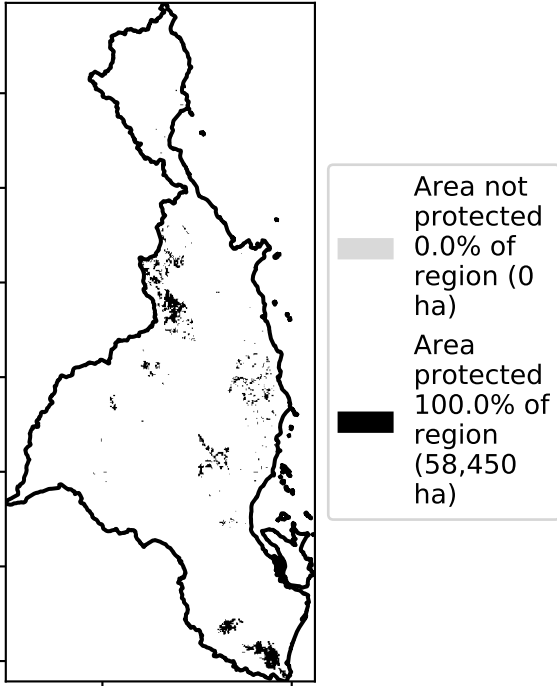 Area not
protected
0.0% of
region (0
ha)
Area
protected
100.0% of
region
(58,450
ha)